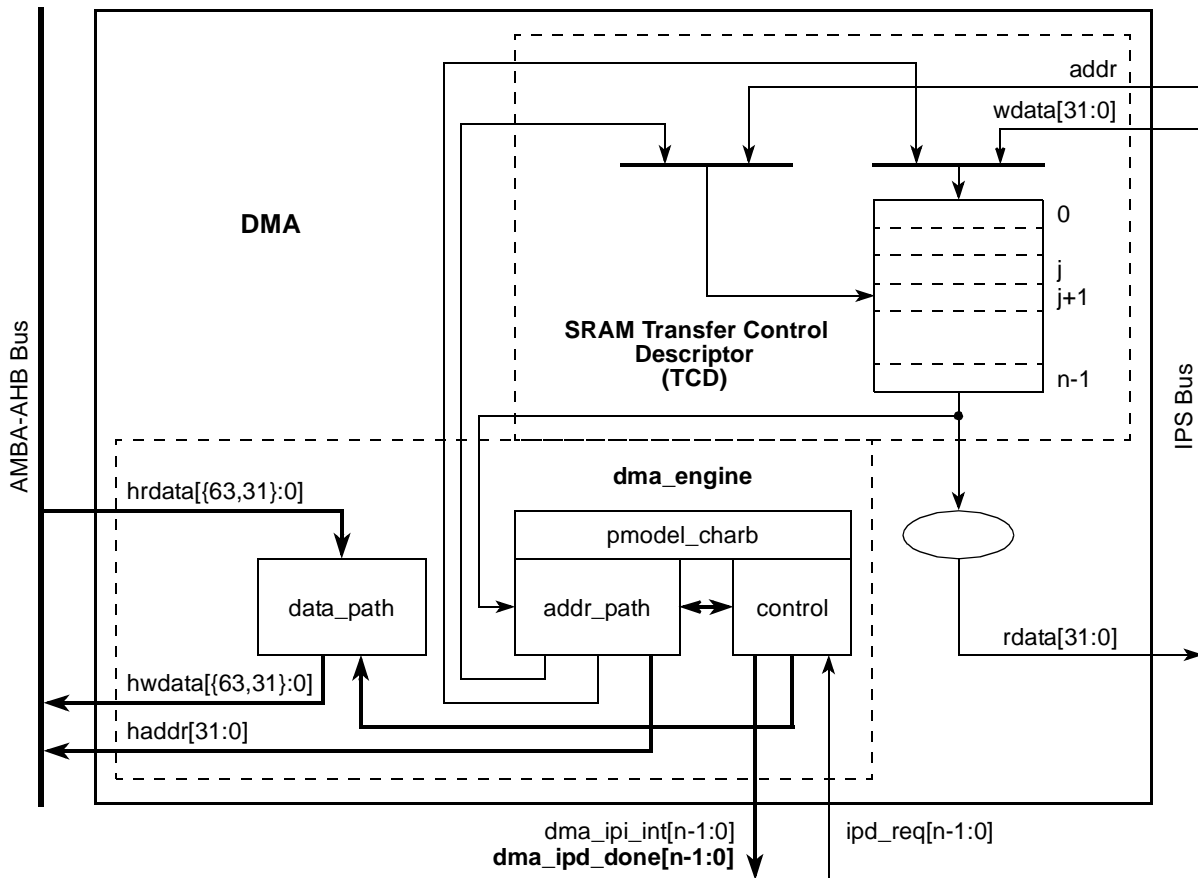 addr
wdata[31:0]
0
DMA
j
j+1
SRAM Transfer Control
Descriptor
(TCD)
n-1
AMBA-AHB Bus
IPS Bus
dma_engine
hrdata[{63,31}:0]
pmodel_charb
data_path
addr_path
control
rdata[31:0]
hwdata[{63,31}:0]
haddr[31:0]
dma_ipi_int[n-1:0]
ipd_req[n-1:0]
dma_ipd_done[n-1:0]